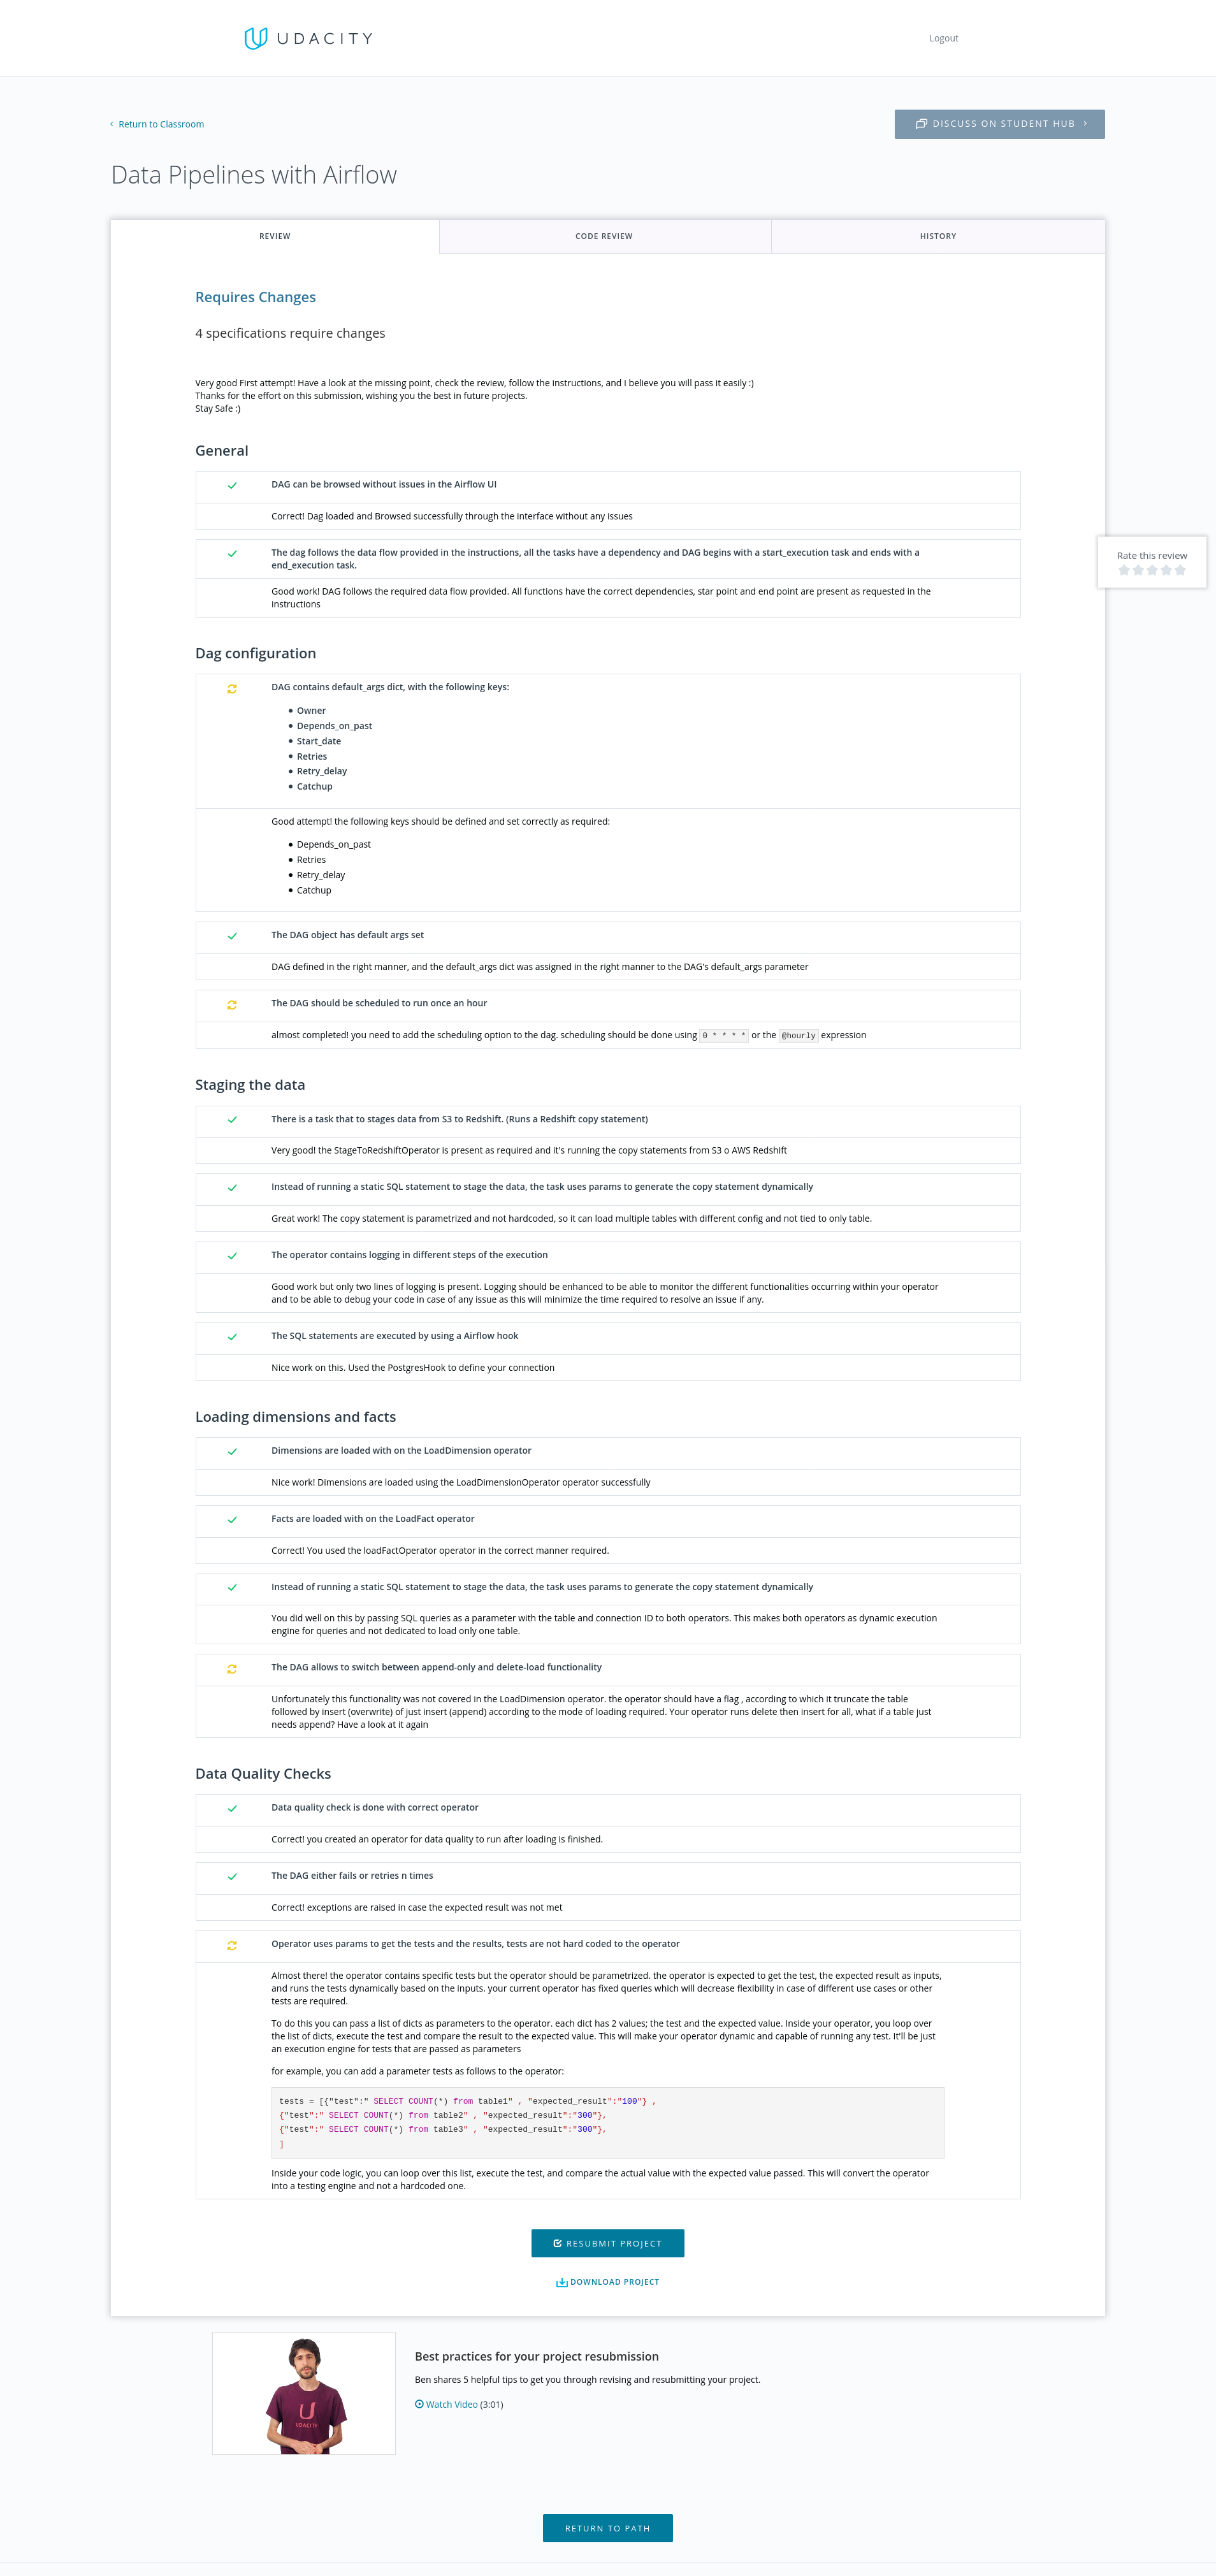 UDACITY
Logout
Return to Classroom
DISCUSS ON STUDENT HUB
Data Pipelines with Airflow
REVIEW
CODE REVIEW
HISTORY
Requires Changes
4 specifications require changes
Very good First attempt! Have a look at the missing point, check the review, follow the instructions, and I believe you will pass it easily :)
Thanks for the effort on this submission, wishing you the best in future projects.
Stay Safe :)
General
DAG can be browsed without issues in the Airflow UI
Correct! Dag loaded and Browsed successfully through the interface without any issues
The dag follows the data flow provided in the instructions, all the tasks have a dependency and DAG begins with a start_execution task and ends with a
end_execution task.
Rate this review
Good work! DAG follows the required data flow provided. All functions have the correct dependencies, star point and end point are present as requested in the
instructions
Dag configuration
DAG contains default_args dict, with the following keys:
Owner
Depends_on_past
Start_date
Retries
Retry_delay
Catchup
Good attempt! the following keys should be defined and set correctly as required:
Depends_on_past
Retries
Retry_delay
Catchup
The DAG object has default args set
DAG defined in the right manner, and the default_args dict was assigned in the right manner to the DAG's default_args parameter
The DAG should be scheduled to run once an hour
almost completed! you need to add the scheduling option to the dag. scheduling should be done using 0 * * * * or the @hourly expression
Staging the data
There is a task that to stages data from S3 to Redshift. (Runs a Redshift copy statement)
Very good! the StageToRedshiftOperator is present as required and it's running the copy statements from S3 o AWS Redshift
Instead of running a static SQL statement to stage the data, the task uses params to generate the copy statement dynamically
Great work! The copy statement is parametrized and not hardcoded, so it can load multiple tables with different config and not tied to only table.
The operator contains logging in different steps of the execution
Good work but only two lines of logging is present. Logging should be enhanced to be able to monitor the different functionalities occurring within your operator
and to be able to debug your code in case of any issue as this will minimize the time required to resolve an issue if any.
The SQL statements are executed by using a Airflow hook
Nice work on this. Used the PostgresHook to define your connection
Loading dimensions and facts
Dimensions are loaded with on the LoadDimension operator
Nice work! Dimensions are loaded using the LoadDimensionOperator operator successfully
Facts are loaded with on the LoadFact operator
Correct! You used the loadFactOperator operator in the correct manner required.
Instead of running a static SQL statement to stage the data, the task uses params to generate the copy statement dynamically
You did well on this by passing SQL queries as a parameter with the table and connection ID to both operators. This makes both operators as dynamic execution
engine for queries and not dedicated to load only one table.
The DAG allows to switch between append-only and delete-load functionality
Unfortunately this functionality was not covered in the LoadDimension operator. the operator should have a flag , according to which it truncate the table
followed by insert (overwrite) of just insert (append) according to the mode of loading required. Your operator runs delete then insert for all, what if a table just
needs append? Have a look at it again
Data Quality Checks
Data quality check is done with correct operator
Correct! you created an operator for data quality to run after loading is finished.
The DAG either fails or retries n times
Correct! exceptions are raised in case the expected result was not met
Operator uses params to get the tests and the results, tests are not hard coded to the operator
Almost there! the operator contains specific tests but the operator should be parametrized. the operator is expected to get the test, the expected result as inputs,
and runs the tests dynamically based on the inputs. your current operator has fixed queries which will decrease flexibility in case of different use cases or other
tests are required.
To do this you can pass a list of dicts as parameters to the operator. each dict has 2 values; the test and the expected value. Inside your operator, you loop over
the list of dicts, execute the test and compare the result to the expected value. This will make your operator dynamic and capable of running any test. It'll be just
an execution engine for tests that are passed as parameters
for example, you can add a parameter tests as follows to the operator:
tests = [{"test":" SELECT COUNT(*) from table1" , "expected_result":"100"} ,
{"test":" SELECT COUNT(*) from table2" , "expected_result":"300"},
{"test":" SELECT COUNT(*) from table3" , "expected_result":"300"},
]
Inside your code logic, you can loop over this list, execute the test, and compare the actual value with the expected value passed. This will convert the operator
into a testing engine and not a hardcoded one.
RESUBMIT PROJECT
DOWNLOAD PROJECT
UDACITY
Best practices for your project resubmission
Ben shares 5 helpful tips to get you through revising and resubmitting your project.
Watch Video (3:01)
RETURN TO PATH